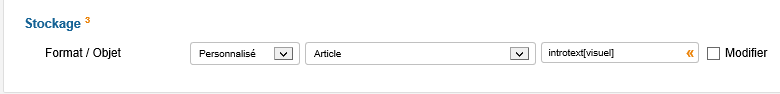 Stockage 3
Format / Objet Personnalisé Article introtext[visuel] « Modifier